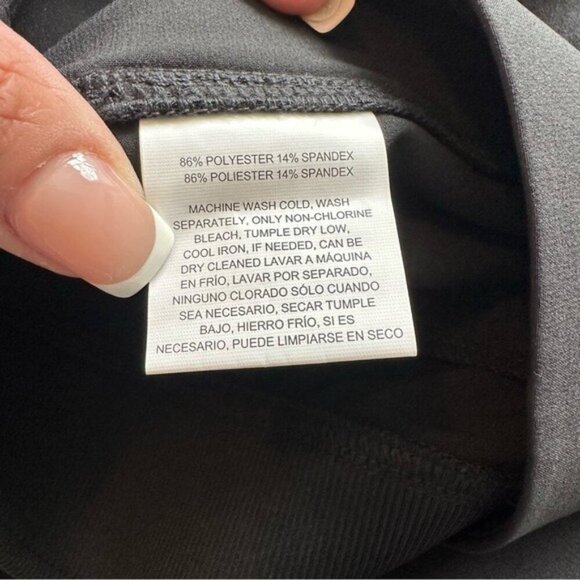 86% POLYESTER 14% SPANDEX
86% POLIESTER 14% SPANDEX
MACHINE WASH COLD, WASH
SEPARATELY, ONLY NON-CHLORINE
BLEACH, TUMPLE DRY LOW,
COOL IRON, IF NEEDED, CAN BE
DRY CLEANED LAVAR A MÁQUINA
EN FRÍO, LAVAR POR SEPARADO,
NINGUNO CLORADO SÓLO CUANDO
SEA NECESARIO, SECAR TUMPLE
BAJO, HIERRO FRÍO, SI ES
NECESARIO, PUEDE LIMPIARSE EN SECO